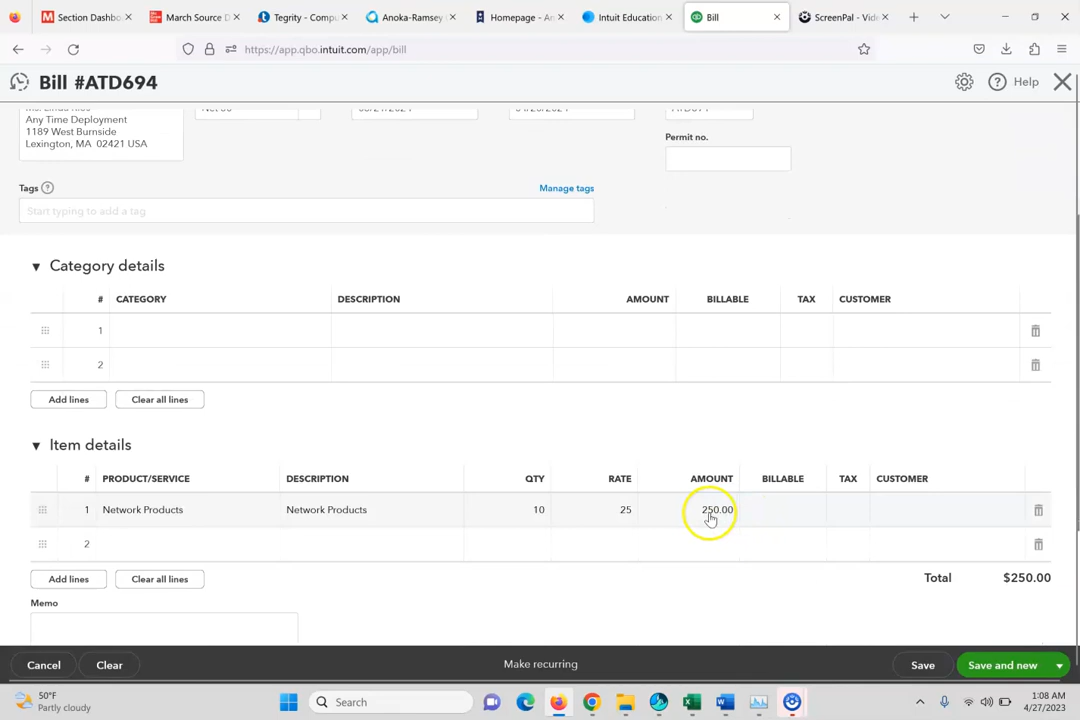 Section Dashbo
March Source D
Tegrity - Compu
Anoka-Ramsey
Homepage - An
Intuit Education
Bill
ScreenPal - Vide
https://app.qbo.intuit.com/app/bill
Bill #ATD694
Help
Any Time Deployment
1189 West Burnside
Lexington, MA 02421 USA
Permit no.
Tags
Manage tags
Start typing to add a tag
Category details
# CATEGORY DESCRIPTION AMOUNT BILLABLE TAX CUSTOMER
1
2
Add lines Clear all lines
Item details
# PRODUCT/SERVICE DESCRIPTION QTY RATE AMOUNT BILLABLE TAX CUSTOMER
1 Network Products Network Products 10 25 250.00
2
Add lines Clear all lines
Total $250.00
Memo
Cancel Clear Make recurring Save Save and new
50°F
Partly cloudy
Search
1:08 AM
4/27/2023